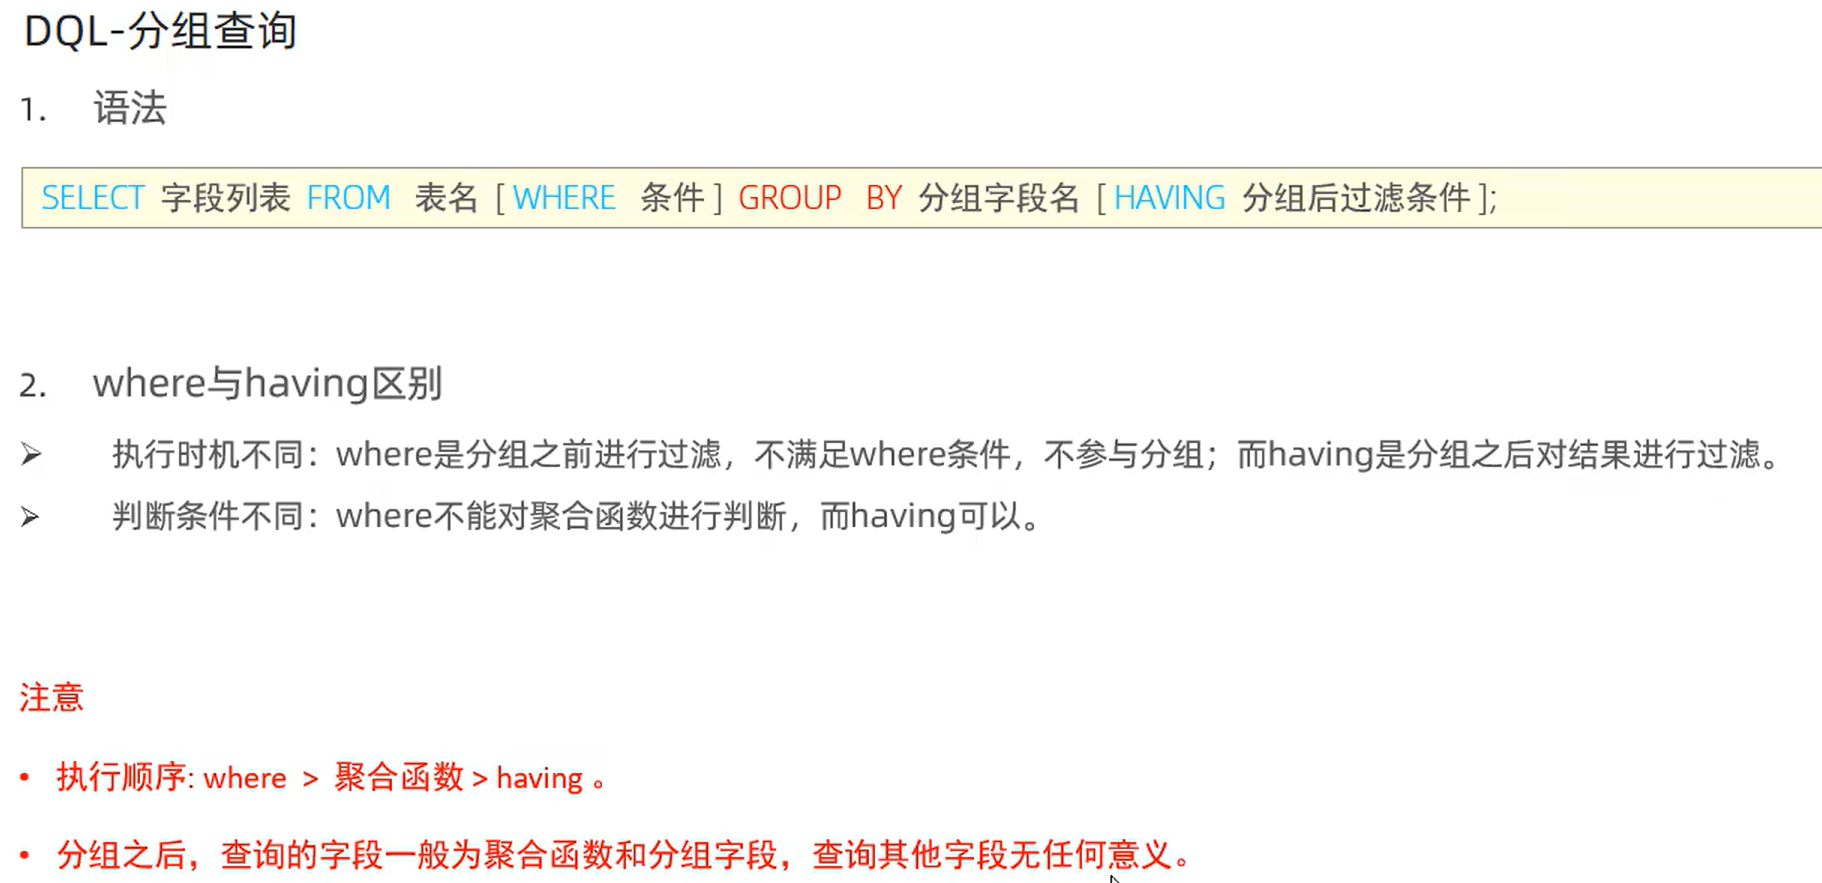 DQL-分组查询
1. 语法
SELECT 字段列表 FROM 表名 [ WHERE 条件 ] GROUP BY 分组字段名 [ HAVING 分组后过滤条件 ];
2. where与having区别
➢ 执行时机不同：where是分组之前进行过滤，不满足where条件，不参与分组；而having是分组之后对结果进行过滤。
➢ 判断条件不同：where不能对聚合函数进行判断，而having可以。
注意
• 执行顺序: where > 聚合函数 > having 。
• 分组之后，查询的字段一般为聚合函数和分组字段，查询其他字段无任何意义。